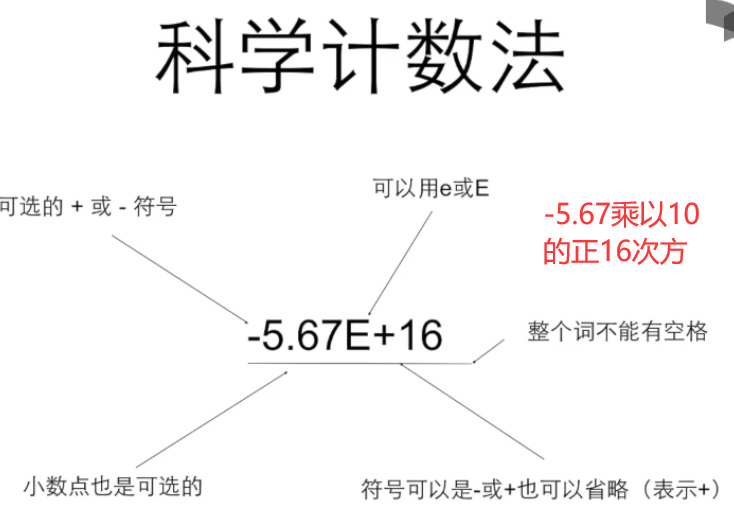 科学计数法
可以用e或E
可选的 + 或 - 符号
-5.67乘以10
的正16次方
-5.67E+16
整个词不能有空格
小数点也是可选的
符号可以是-或+也可以省略（表示+）